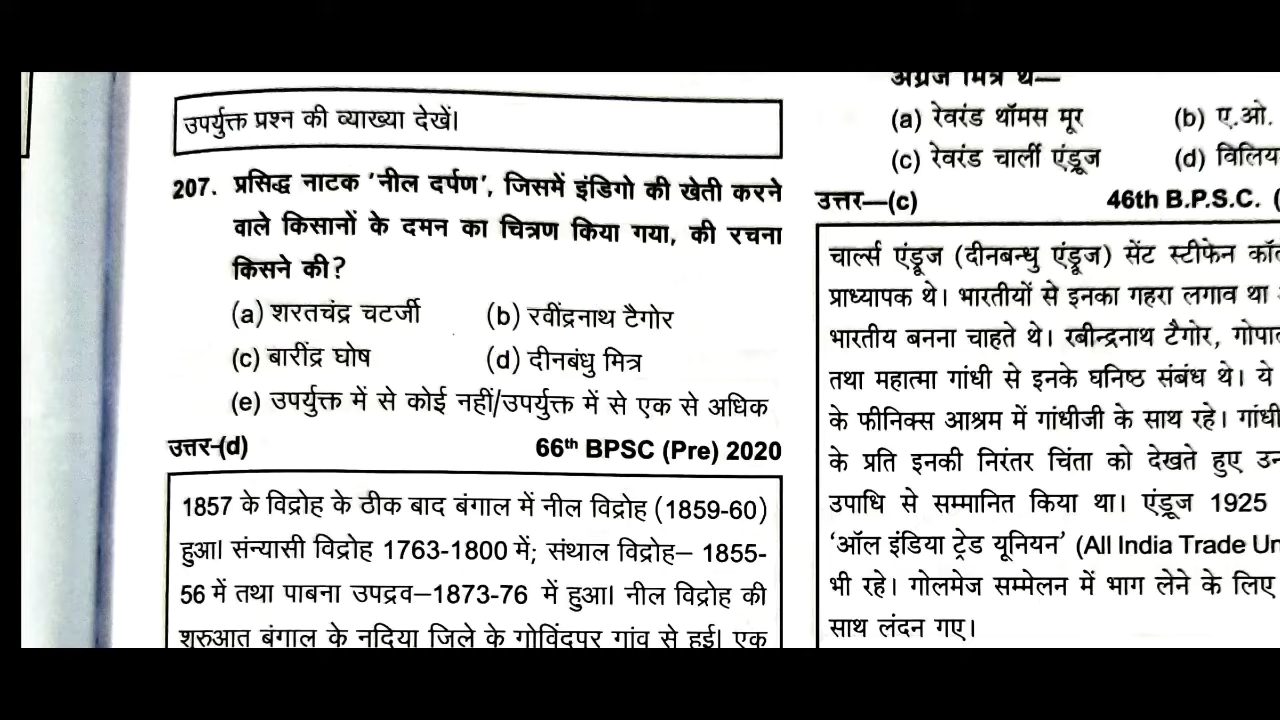 उपर्युक्त प्रश्न की व्याख्या देखें।
207. प्रसिद्ध नाटक 'नील दर्पण', जिसमें इंडिगो की खेती करने
वाले किसानों के दमन का चित्रण किया गया, की रचना
किसने की?
(a) शरतचंद्र चटर्जी (b) रवींद्रनाथ टैगोर
(c) बारींद्र घोष (d) दीनबंधु मित्र
(e) उपर्युक्त में से कोई नहीं/उपर्युक्त में से एक से अधिक
उत्तर-(d) 66th BPSC (Pre) 2020
1857 के विद्रोह के ठीक बाद बंगाल में नील विद्रोह (1859-60)
हुआ। संन्यासी विद्रोह 1763-1800 में; संथाल विद्रोह– 1855-
56 में तथा पाबना उपद्रव–1873-76 में हुआ। नील विद्रोह की
शुरुआत बंगाल के नदिया जिले के गोविंदपुर गांव से हुई। एक
अंग्रेज मित्र थे—
(a) रेवरंड थॉमस मूर (b) ए.ओ.
(c) रेवरंड चार्ली एंड्रूज (d)
उत्तर—(c) 46th B.P.S.C.
चार्ल्स एंड्रूज (दीनबन्धु एंड्रूज) सेंट स्टीफेन
प्राध्यापक थे। भारतीयों से इनका गहरा लगाव था
भारतीय बनना चाहते थे। रबीन्द्रनाथ टैगोर,
तथा महात्मा गांधी से इनके घनिष्ठ संबंध थे। ये
के फीनिक्स आश्रम में गांधीजी के साथ रहे।
के प्रति इनकी निरंतर चिंता को देखते हुए
उपाधि से सम्मानित किया था। एंड्रूज 1925
'ऑल इंडिया ट्रेड यूनियन' (All India Trade
भी रहे। गोलमेज सम्मेलन में भाग लेने के लिए
साथ लंदन गए।